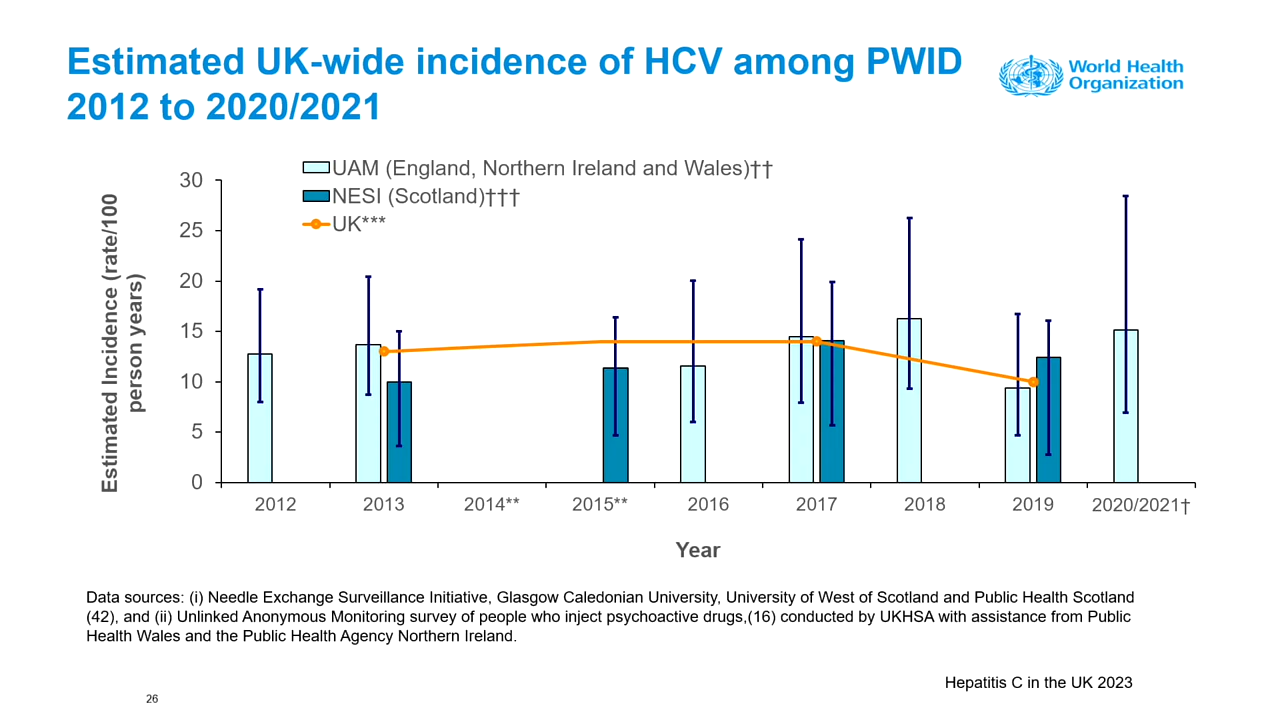 Estimated UK-wide incidence of HCV among PWID
2012 to 2020/2021
World Health
Organization
UAM (England, Northern Ireland and Wales)††
NESI (Scotland)†††
UK***
Estimated Incidence (rate/100
person years)
30
25
20
15
10
5
0
2012
2013
2014**
2015**
2016
2017
2018
2019
2020/2021†
Year
Data sources: (i) Needle Exchange Surveillance Initiative, Glasgow Caledonian University, University of West of Scotland and Public Health Scotland
(42), and (ii) Unlinked Anonymous Monitoring survey of people who inject psychoactive drugs,(16) conducted by UKHSA with assistance from Public
Health Wales and the Public Health Agency Northern Ireland.
Hepatitis C in the UK 2023
26